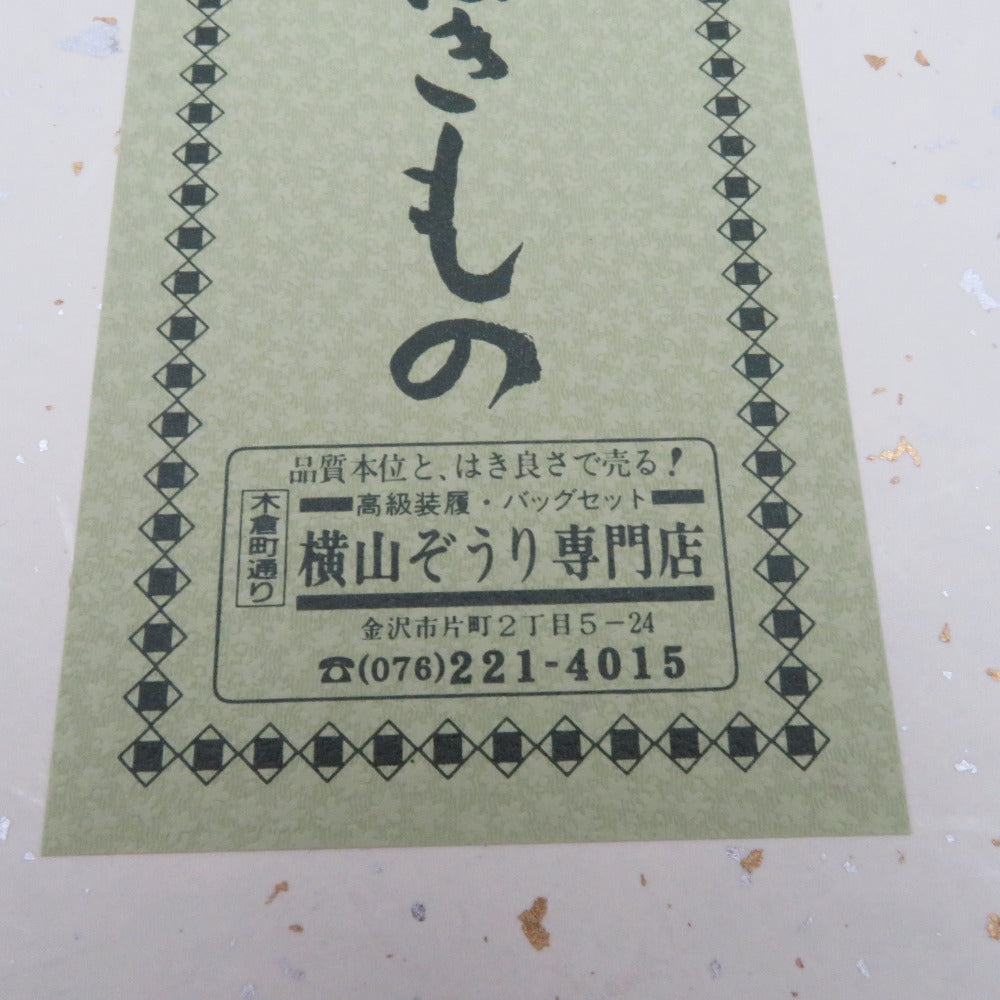 はきもの
品質本位と、はき良さで売る!
木倉町通り
高級装履・バッグセット
横山ぞうり専門店
金沢市片町2丁目5-24
☎(076)221-4015